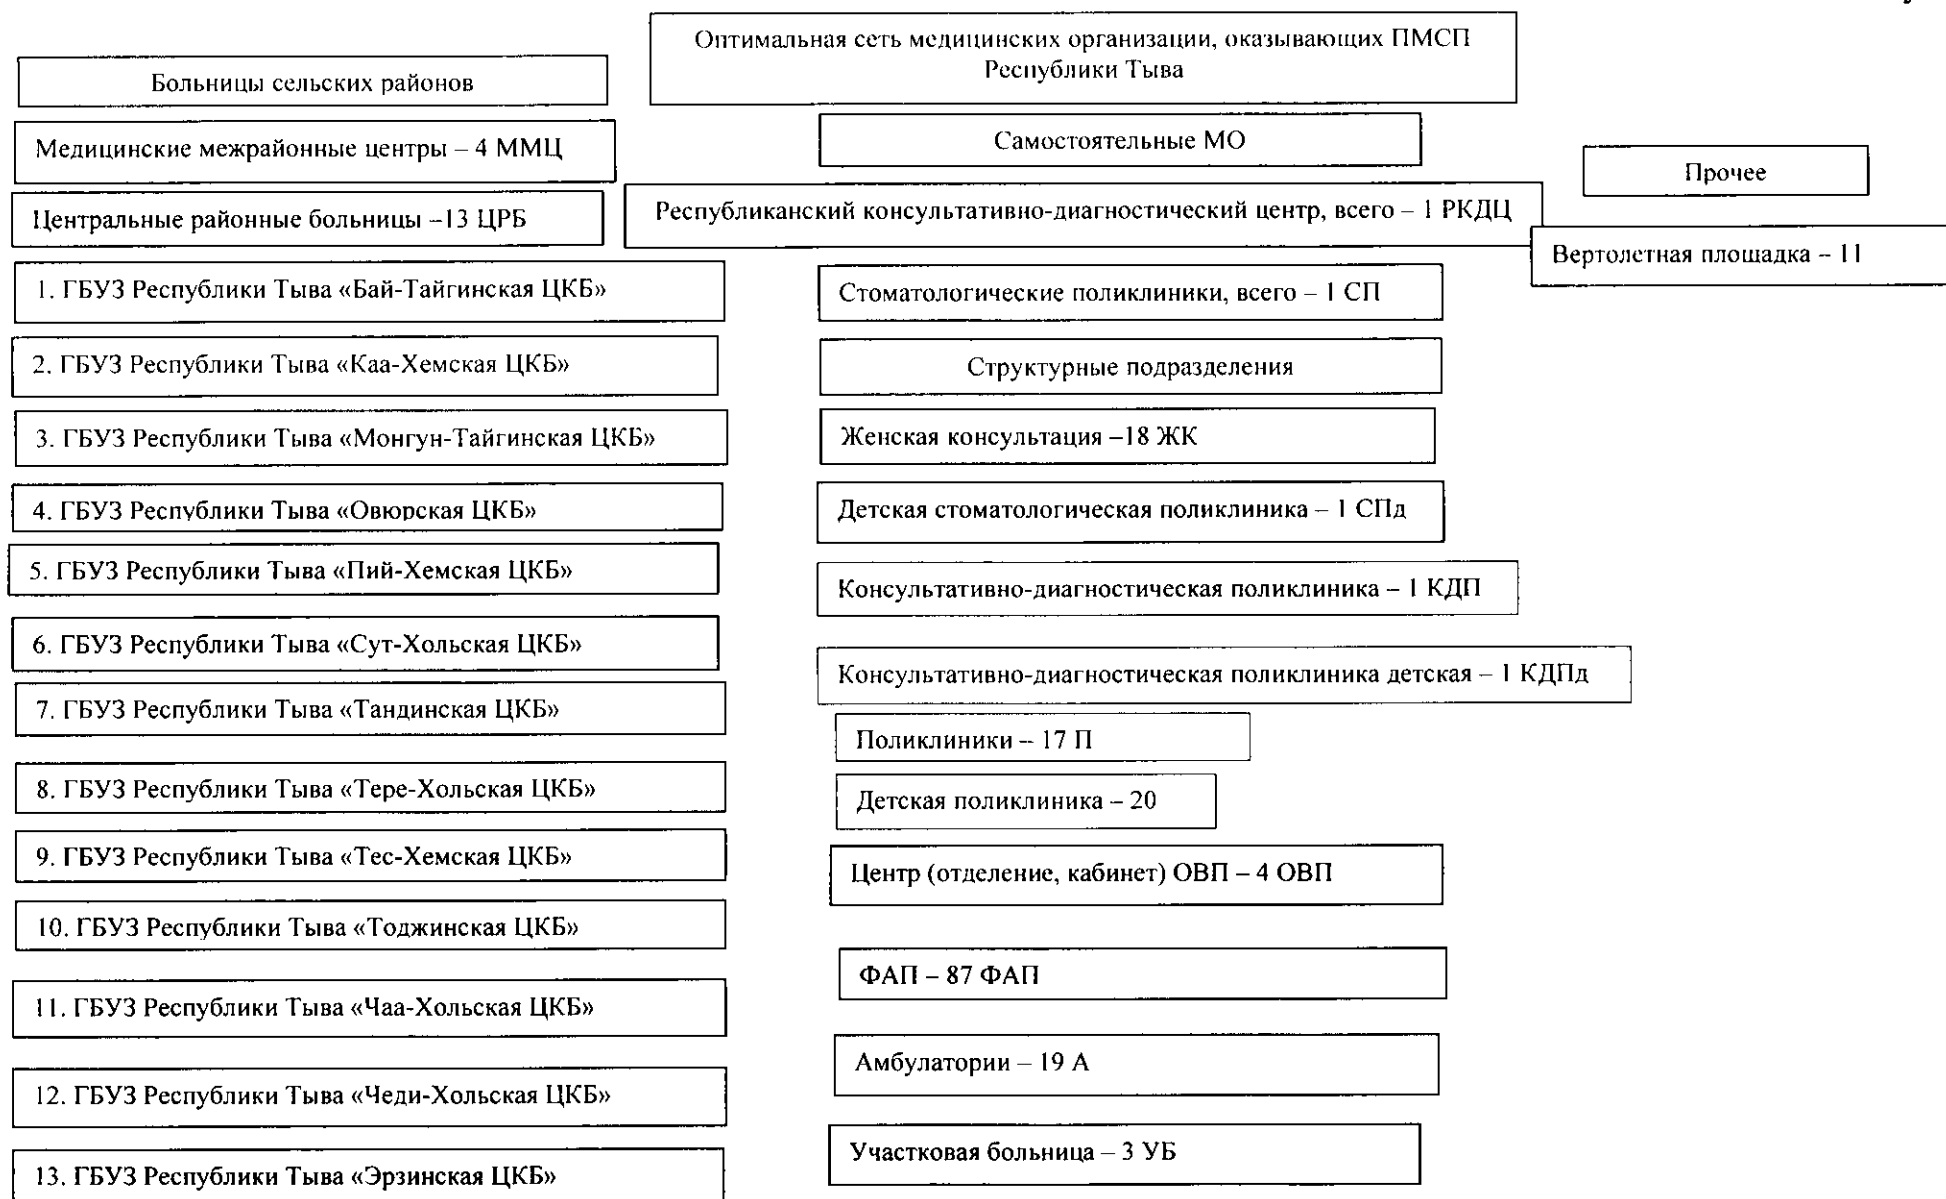 Оптимальная сеть медицинских организации, оказывающих ПМСП
Республики Тыва
Больницы сельских районов
Медицинские межрайонные центры – 4 ММЦ
Центральные районные больницы –13 ЦРБ
1. ГБУЗ Республики Тыва «Бай-Тайгинская ЦКБ»
2. ГБУЗ Республики Тыва «Каа-Хемская ЦКБ»
3. ГБУЗ Республики Тыва «Монгун-Тайгинская ЦКБ»
4. ГБУЗ Республики Тыва «Овюрская ЦКБ»
5. ГБУЗ Республики Тыва «Пий-Хемская ЦКБ»
6. ГБУЗ Республики Тыва «Сут-Хольская ЦКБ»
7. ГБУЗ Республики Тыва «Тандинская ЦКБ»
8. ГБУЗ Республики Тыва «Тере-Хольская ЦКБ»
9. ГБУЗ Республики Тыва «Тес-Хемская ЦКБ»
10. ГБУЗ Республики Тыва «Тоджинская ЦКБ»
11. ГБУЗ Республики Тыва «Чаа-Хольская ЦКБ»
12. ГБУЗ Республики Тыва «Чеди-Хольская ЦКБ»
13. ГБУЗ Республики Тыва «Эрзинская ЦКБ»
Самостоятельные МО
Республиканский консультативно-диагностический центр, всего – 1 РКДЦ
Стоматологические поликлиники, всего – 1 СП
Структурные подразделения
Женская консультация –18 ЖК
Детская стоматологическая поликлиника – 1 СПд
Консультативно-диагностическая поликлиника – 1 КДП
Консультативно-диагностическая поликлиника детская – 1 КДПд
Поликлиники – 17 П
Детская поликлиника – 20
Центр (отделение, кабинет) ОВП – 4 ОВП
ФАП – 87 ФАП
Амбулатории – 19 А
Участковая больница – 3 УБ
Прочее
Вертолетная площадка – 11